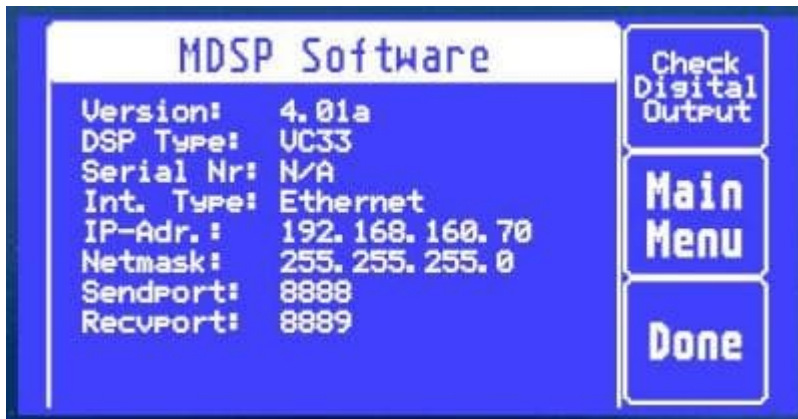 MDSP Software
Version: 4.01a
DSP Type: VC33
Serial Nr: N/A
Int. Type: Ethernet
IP-Adr.: 192.168.160.70
Netmask: 255.255.255.0
Sendport: 8888
Recvport: 8889
Check
Digital
Output
Main
Menu
Done